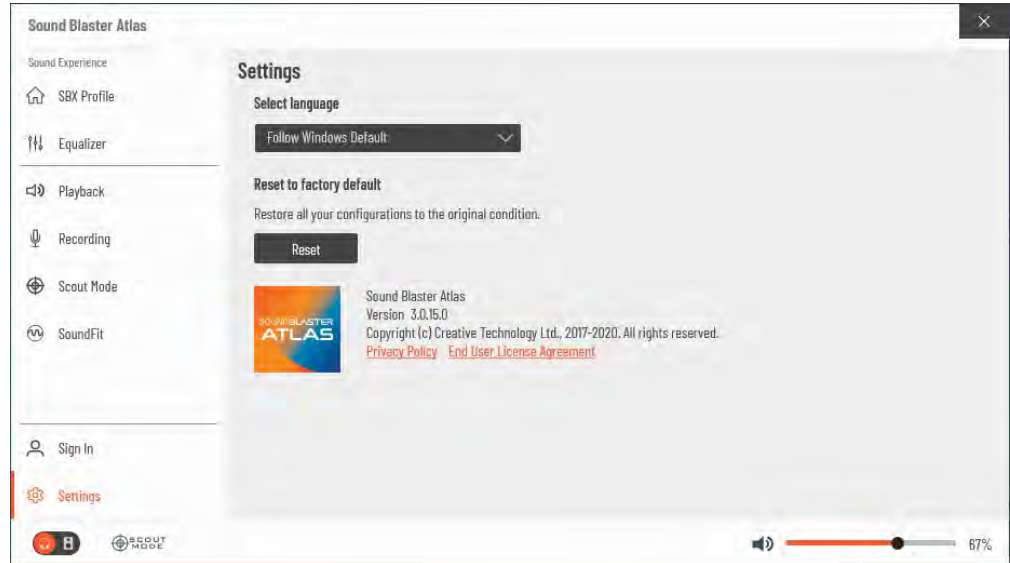 Sound Blaster Atlas
Sound Experience
SBX Profile
Equalizer
Playback
Recording
Scout Mode
SoundFit
Sign In
Settings
SCOUT
MODE
Settings
Select language
Follow Windows Default
Reset to factory default
Restore all your configurations to the original condition.
Reset
SOUND BLASTER
ATLAS
Sound Blaster Atlas
Version 3.0.15.0
Copyright (c) Creative Technology Ltd., 2017-2020. All rights reserved.
Privacy Policy End User License Agreement
67%